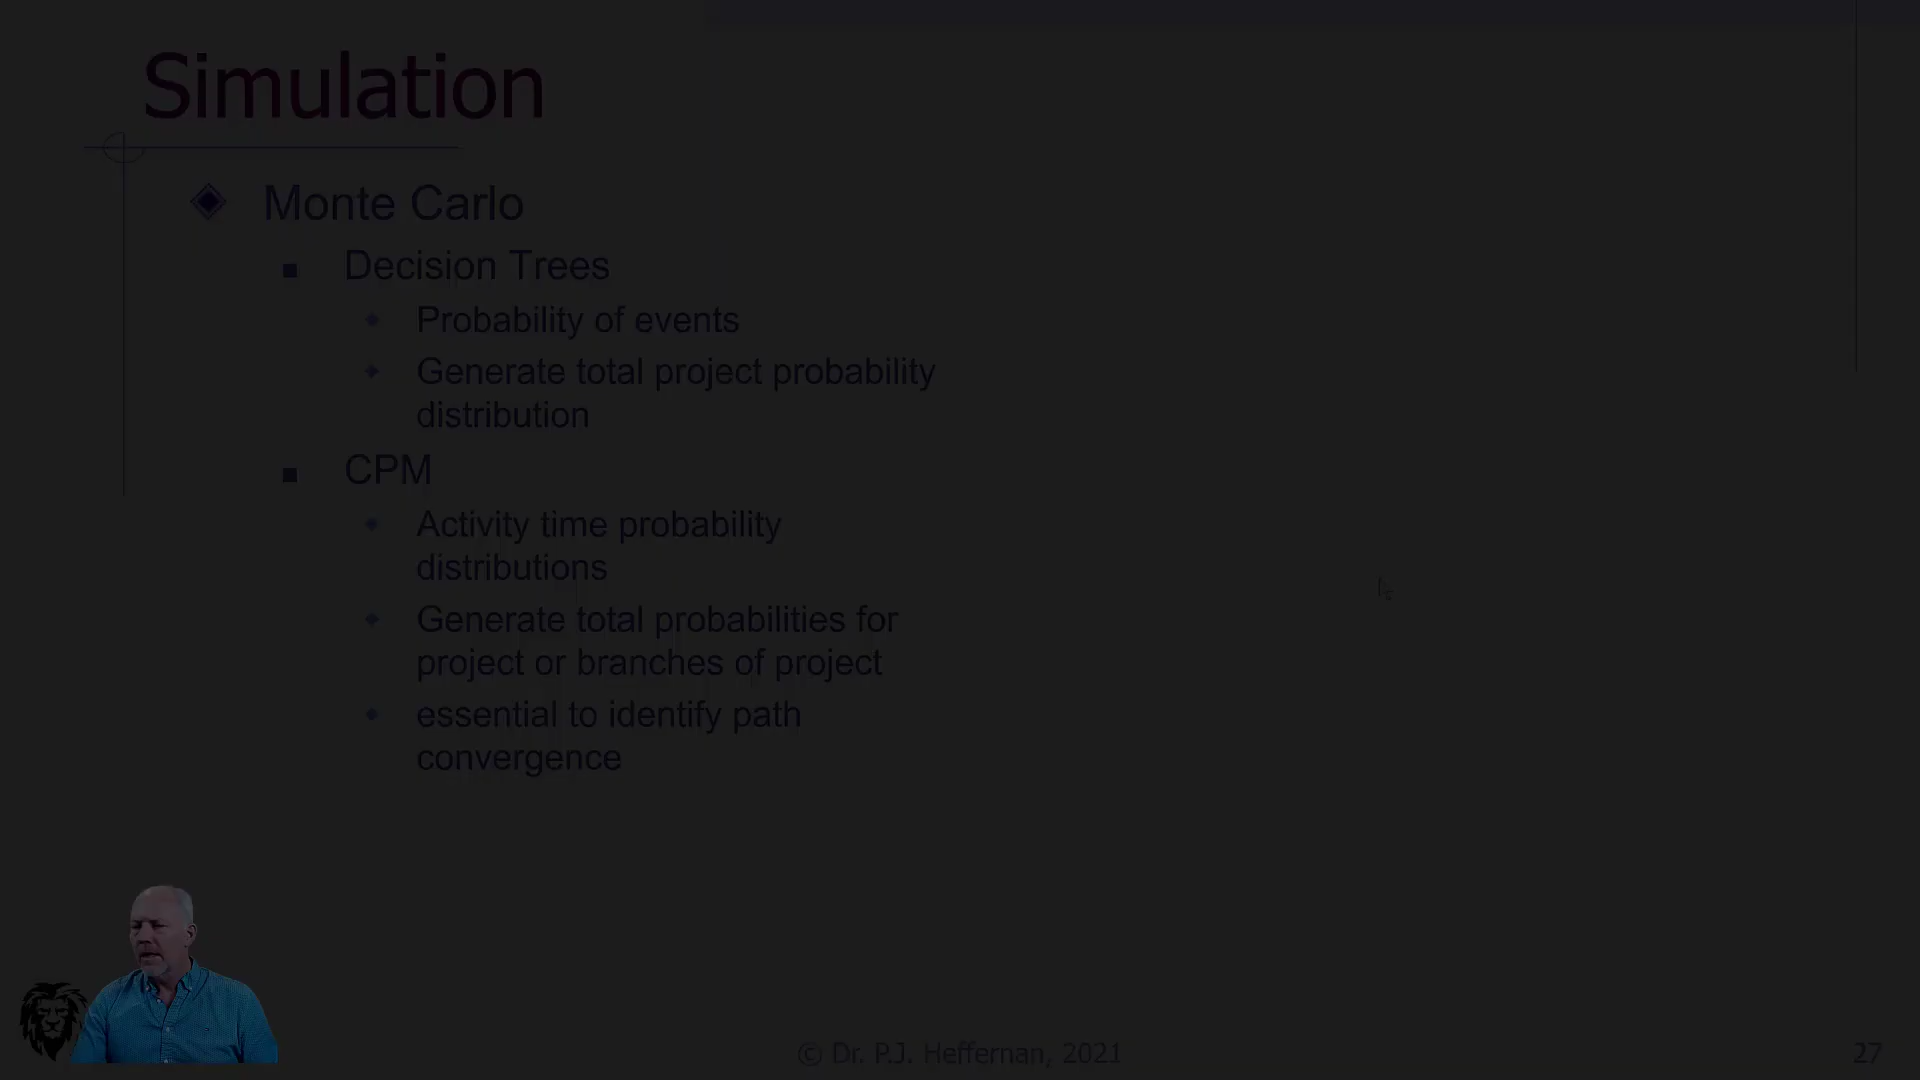 Simulation
Monte Carlo
Decision Trees
Probability of events
Generate total project probability
distribution
CPM
Activity time probability
distributions
Generate total probabilities for
project or branches of project
essential to identify path
convergence
© Dr. P.J. Heffernan, 2021
27